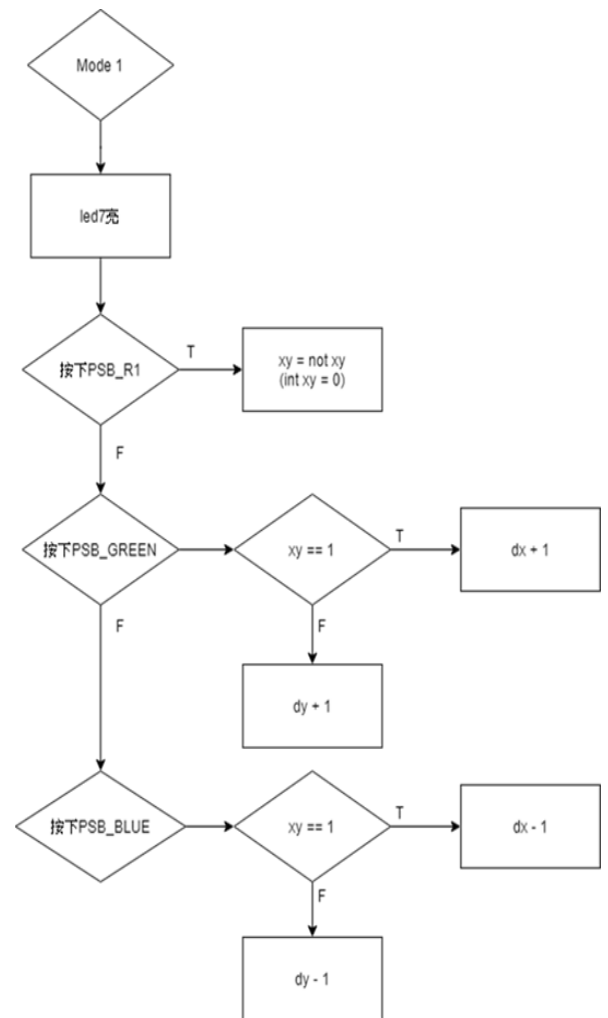 Mode 1
led7亮
按下PSB_R1
T
xy = not xy
(int xy = 0)
F
按下PSB_GREEN
xy == 1
T
dx + 1
F
F
dy + 1
按下PSB_BLUE
xy == 1
T
dx - 1
F
dy - 1